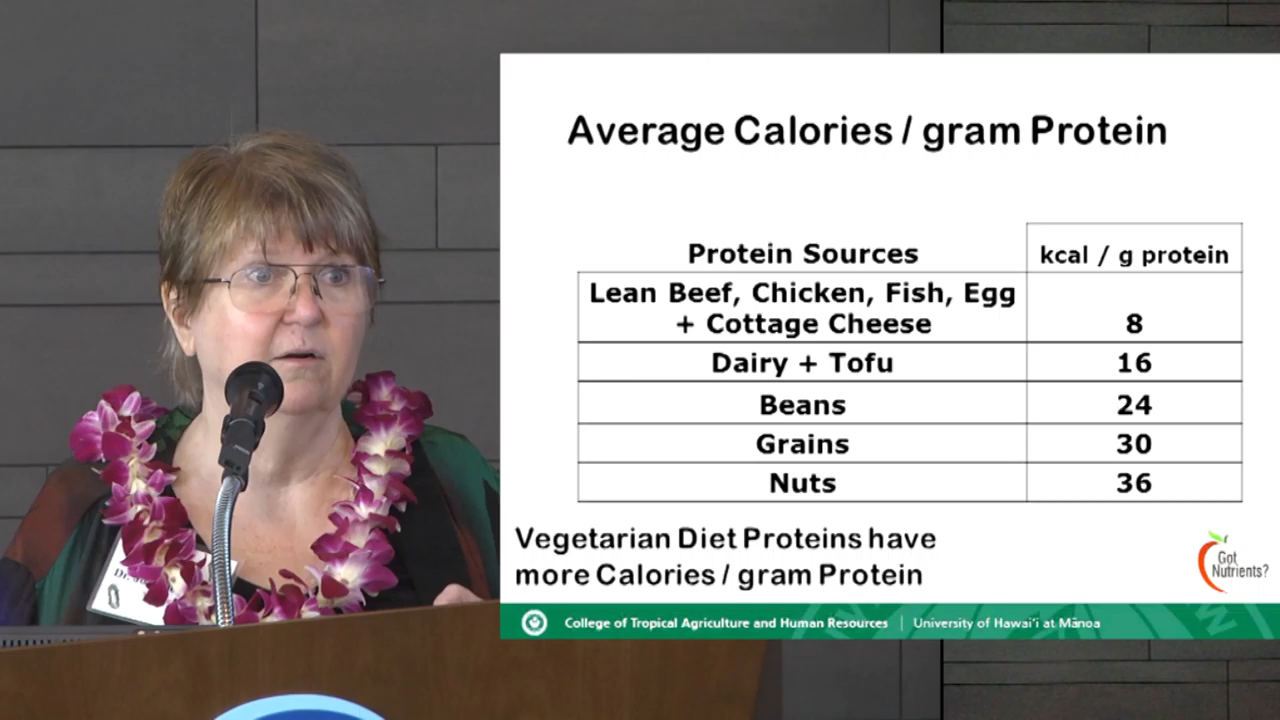 Average Calories / gram Protein
Protein Sources
kcal / g protein
Lean Beef, Chicken, Fish, Egg
+ Cottage Cheese
8
Dairy + Tofu
16
Beans
24
Grains
30
Nuts
36
Vegetarian Diet Proteins have
more Calories / gram Protein
Got
Nutrients?
College of Tropical Agriculture and Human Resources | University of Hawai‘i at Mānoa
Dr.